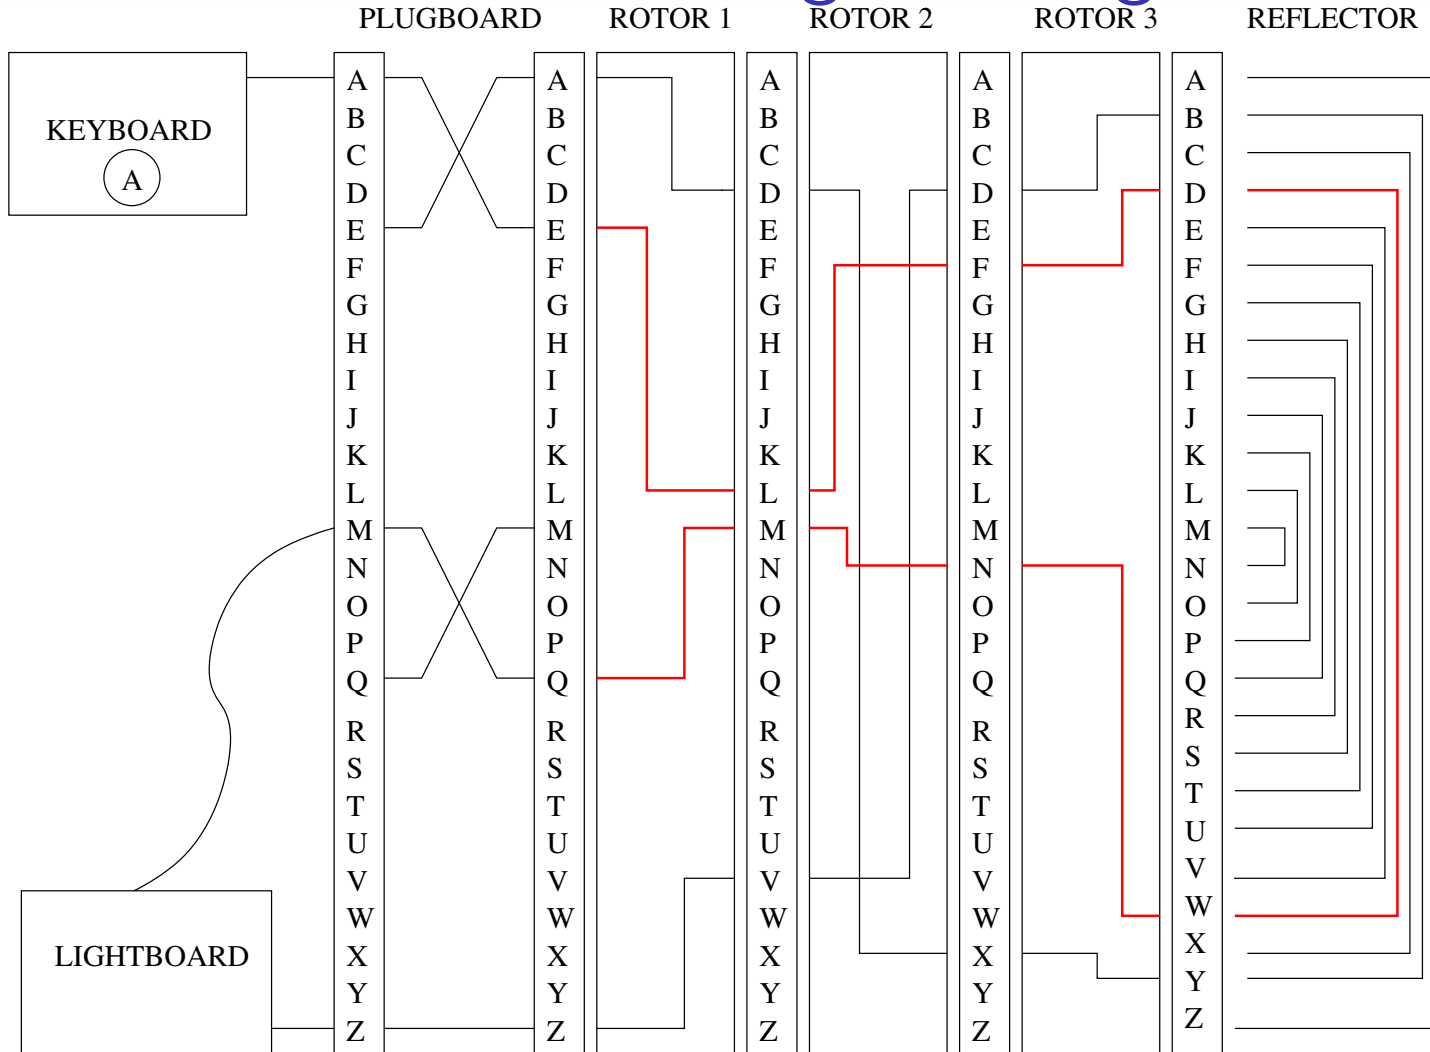 PLUGBOARD ROTOR 1 ROTOR 2 ROTOR 3 REFLECTOR
A A A A A
KEYBOARD B B B B B
C C C C C
A D D D D D
E E E E E
F F F F F
G G G G G
H H H H H
I I I I I
J J J J J
K K K K K
L L L L L
M M M M M
N N N N N
O O O O O
P P P P P
Q Q Q Q Q
R R R R R
S S S S S
T T T T T
U U U U U
V V V V V
W W W W W
LIGHTBOARD X X X X X
Y Y Y Y Y
Z Z Z Z Z